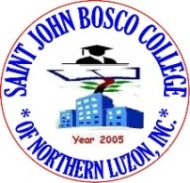 SAINT JOHN BOSCO COLLEGE
Year 2005
* OF NORTHERN LUZON, INC. *